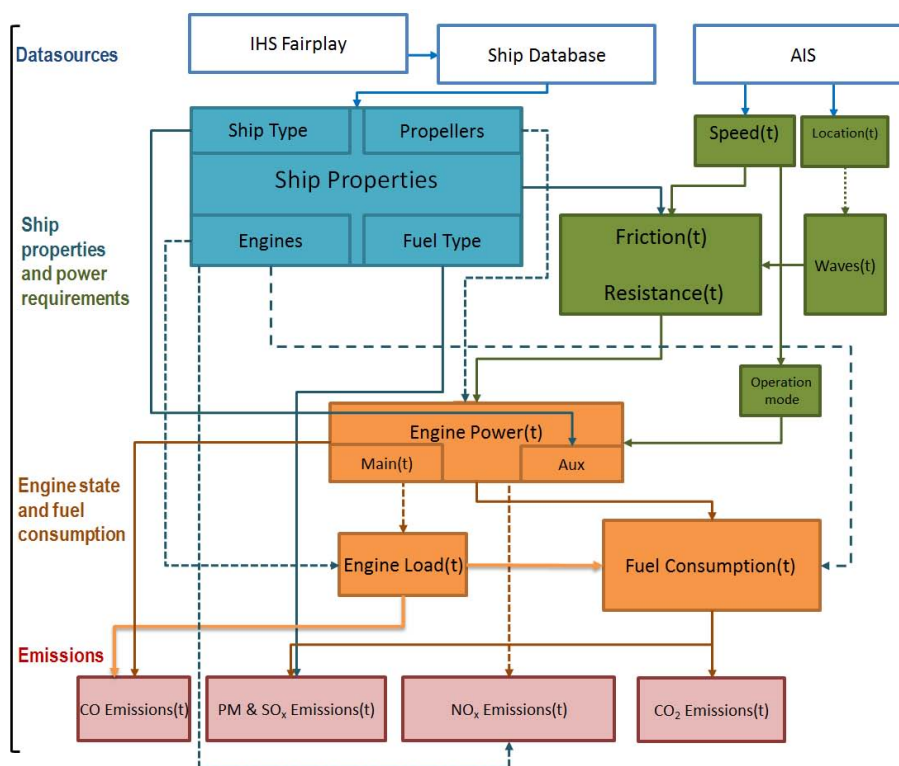 Datasources
IHS Fairplay
Ship Database
AIS
Ship Type
Propellers
Ship Properties
Engines
Fuel Type
Speed(t)
Location(t)
Ship
properties
and power
requirements
Friction(t)
Resistance(t)
Waves(t)
Operation
mode
Engine Power(t)
Main(t)
Aux
Engine state
and fuel
consumption
Engine Load(t)
Fuel Consumption(t)
Emissions
CO Emissions(t)
PM & SOₓ Emissions(t)
NOₓ Emissions(t)
CO₂ Emissions(t)